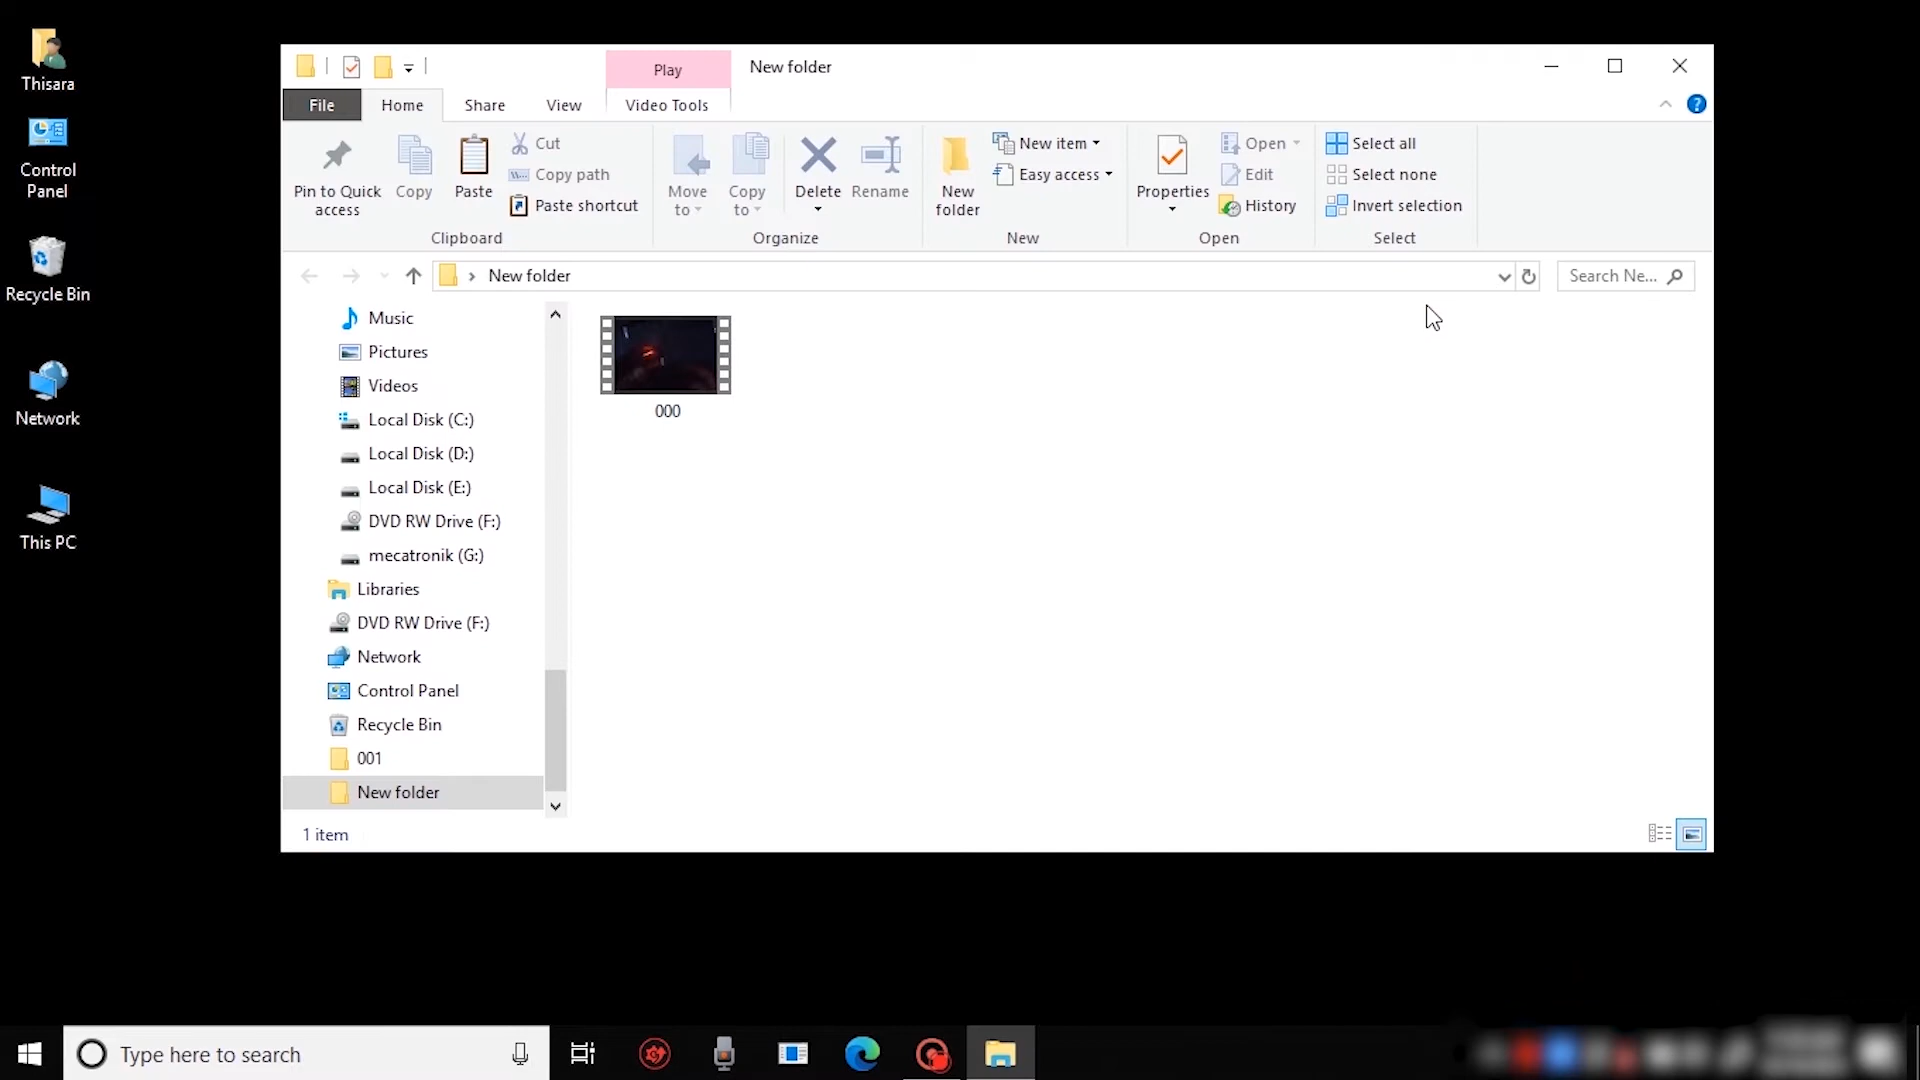 Thisara
Control
Panel
Recycle Bin
Network
This PC
Play
New folder
File
Home
Share
View
Video Tools
Pin to Quick
access
Copy
Paste
Cut
Copy path
Paste shortcut
Clipboard
Move
to
Copy
to
Delete
Rename
Organize
New
folder
New item
Easy access
New
Properties
Open
Edit
History
Open
Select all
Select none
Invert selection
Select
New folder
Search Ne...
Music
Pictures
Videos
Local Disk (C:)
Local Disk (D:)
Local Disk (E:)
DVD RW Drive (F:)
mecatronik (G:)
Libraries
DVD RW Drive (F:)
Network
Control Panel
Recycle Bin
001
New folder
000
1 item
Type here to search